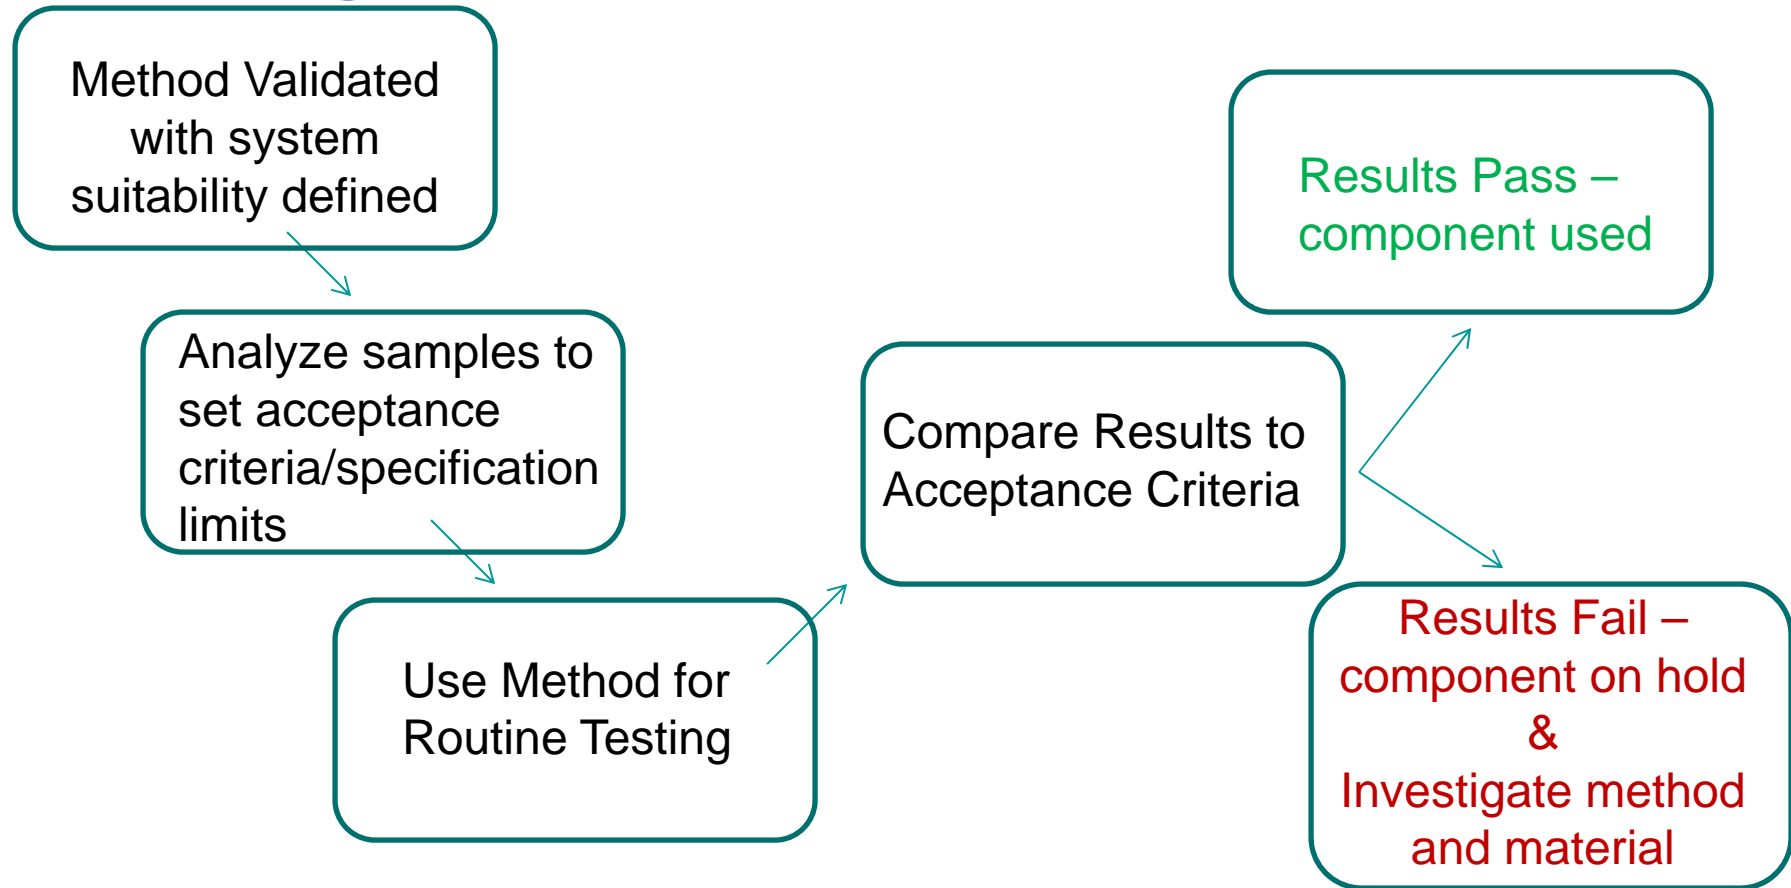 Method Validated
with system
suitability defined
Analyze samples to
set acceptance
criteria/specification
limits
Use Method for
Routine Testing
Compare Results to
Acceptance Criteria
Results Pass –
component used
Results Fail –
component on hold
&
Investigate method
and material